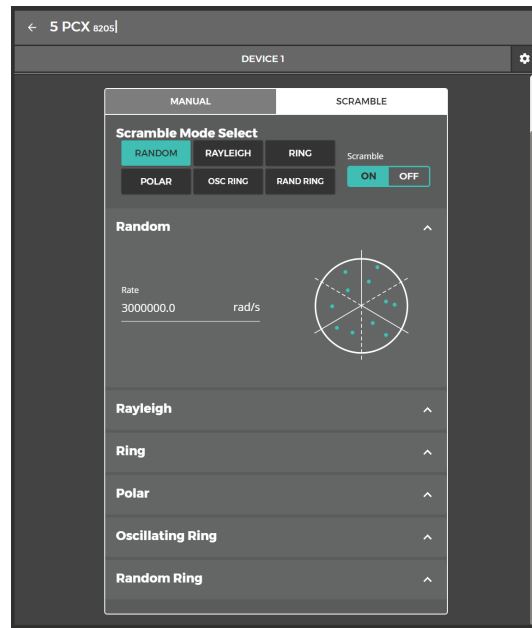 ← 5 PCX 8205
DEVICE 1
MANUAL SCRAMBLE
Scramble Mode Select
RANDOM RAYLEIGH RING Scramble
POLAR OSC RING RAND RING ON OFF
Random
Rate
3000000.0 rad/s
Rayleigh
Ring
Polar
Oscillating Ring
Random Ring